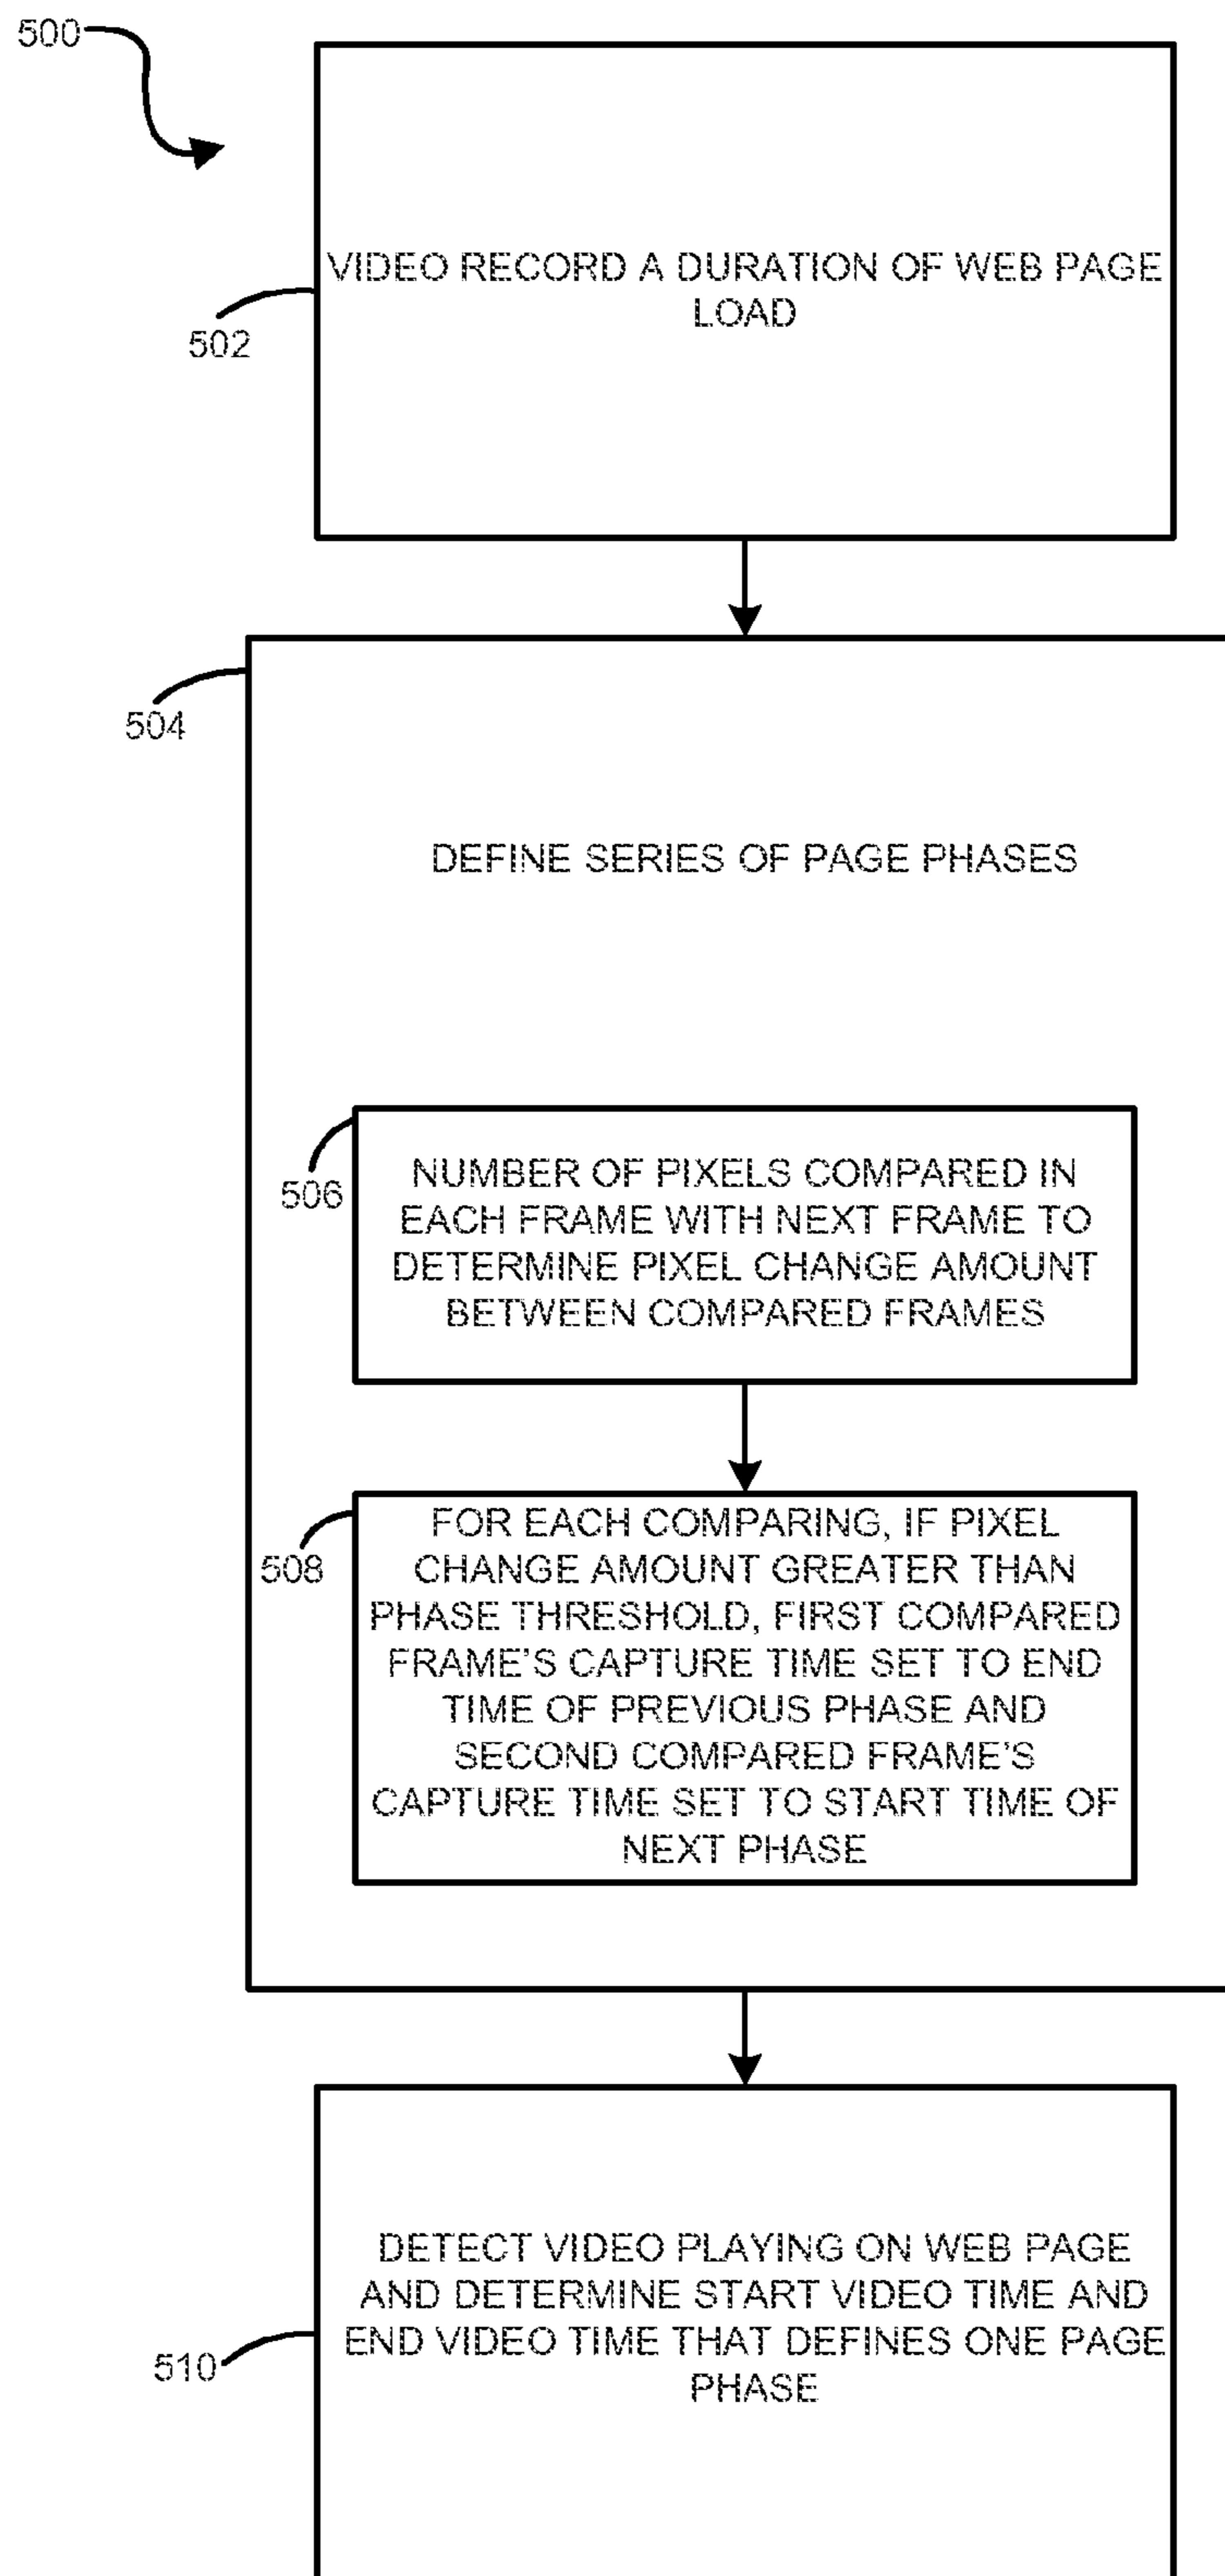 500
VIDEO RECORD A DURATION OF WEB PAGE
LOAD
502
504
DEFINE SERIES OF PAGE PHASES
506
NUMBER OF PIXELS COMPARED IN
EACH FRAME WITH NEXT FRAME TO
DETERMINE PIXEL CHANGE AMOUNT
BETWEEN COMPARED FRAMES
508
FOR EACH COMPARING, IF PIXEL
CHANGE AMOUNT GREATER THAN
PHASE THRESHOLD, FIRST COMPARED
FRAME'S CAPTURE TIME SET TO END
TIME OF PREVIOUS PHASE AND
SECOND COMPARED FRAME'S
CAPTURE TIME SET TO START TIME OF
NEXT PHASE
DETECT VIDEO PLAYING ON WEB PAGE
AND DETERMINE START VIDEO TIME AND
END VIDEO TIME THAT DEFINES ONE PAGE
PHASE
510